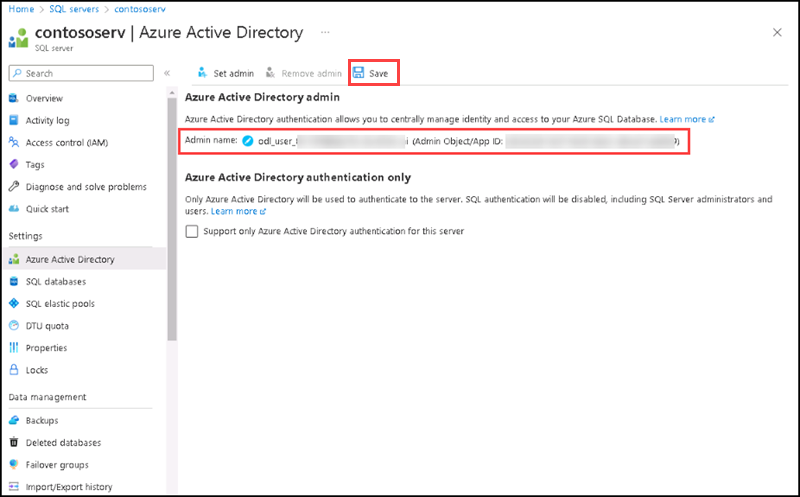 Home > SQL servers > contososerv
contososerv | Azure Active Directory ...
SQL server
Search
«
Set admin
Remove admin
Save
Overview
Activity log
Access control (IAM)
Tags
Diagnose and solve problems
Quick start
Settings
Azure Active Directory
SQL databases
SQL elastic pools
DTU quota
Properties
Locks
Data management
Backups
Deleted databases
Failover groups
Import/Export history
Azure Active Directory admin
Azure Active Directory authentication allows you to centrally manage identity and access to your Azure SQL Database. Learn more
Admin name: odl_user_ (Admin Object/App ID: )
Azure Active Directory authentication only
Only Azure Active Directory will be used to authenticate to the server. SQL authentication will be disabled, including SQL Server administrators and
users. Learn more
Support only Azure Active Directory authentication for this server